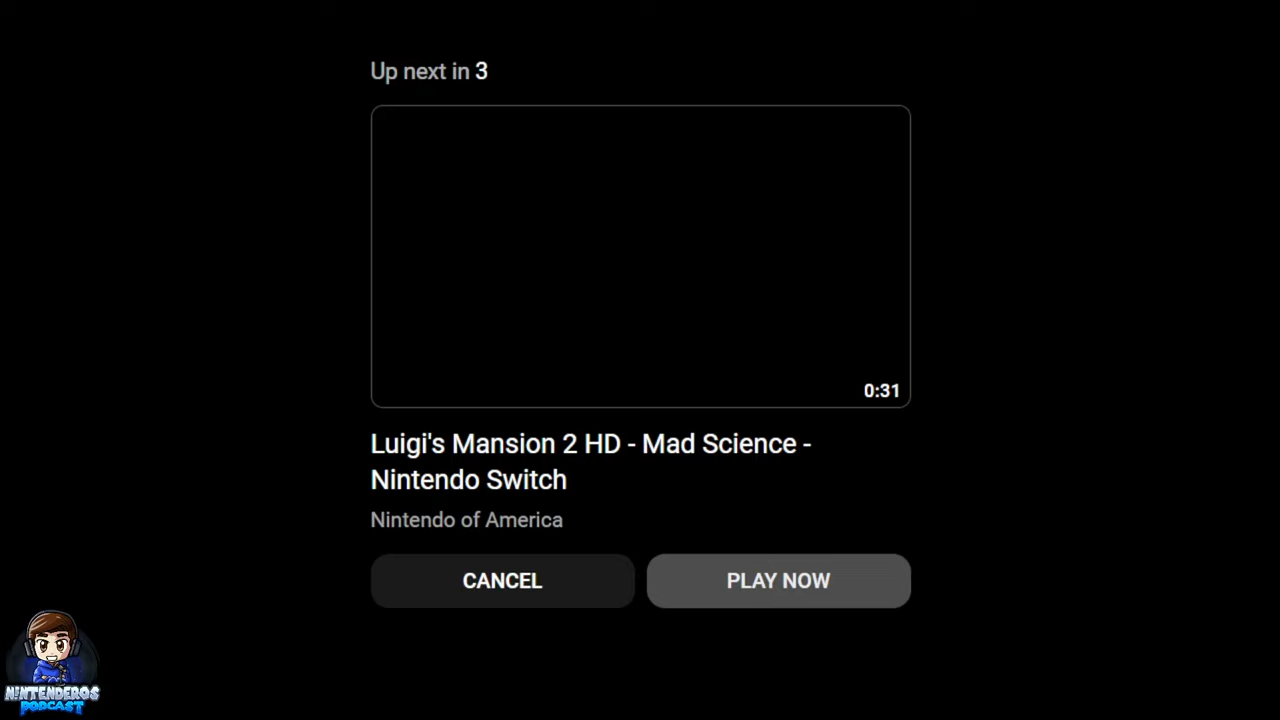 Up next in 3
0:31
Luigi's Mansion 2 HD - Mad Science -
Nintendo Switch
Nintendo of America
CANCEL
PLAY NOW
NINTENDEROS
PODCAST